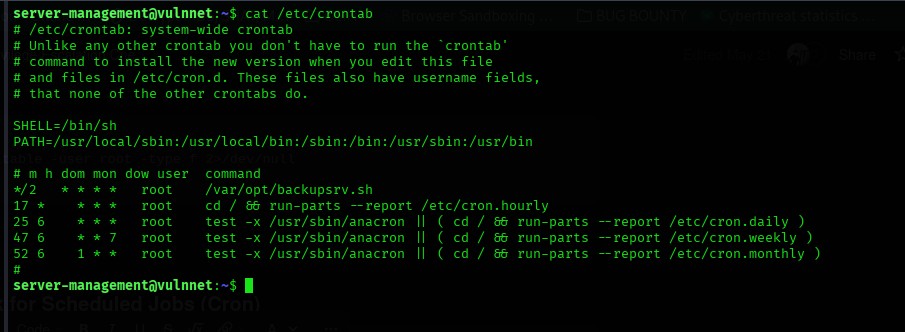 server-management@vulnnet:~$ cat /etc/crontab
# /etc/crontab: system-wide crontab
# Unlike any other crontab you don't have to run the `crontab'
# command to install the new version when you edit this file
# and files in /etc/cron.d. These files also have username fields,
# that none of the other crontabs do.
SHELL=/bin/sh
PATH=/usr/local/sbin:/usr/local/bin:/sbin:/bin:/usr/sbin:/usr/bin
# m h dom mon dow user  command
*/2   * * * *   root    /var/opt/backupsrv.sh
17 *    * * *   root    cd / && run-parts --report /etc/cron.hourly
25 6    * * *   root    test -x /usr/sbin/anacron || ( cd / && run-parts --report /etc/cron.daily )
47 6    * * 7   root    test -x /usr/sbin/anacron || ( cd / && run-parts --report /etc/cron.weekly )
52 6    1 * *   root    test -x /usr/sbin/anacron || ( cd / && run-parts --report /etc/cron.monthly )
#
server-management@vulnnet:~$
for Scheduled Jobs (Cron)